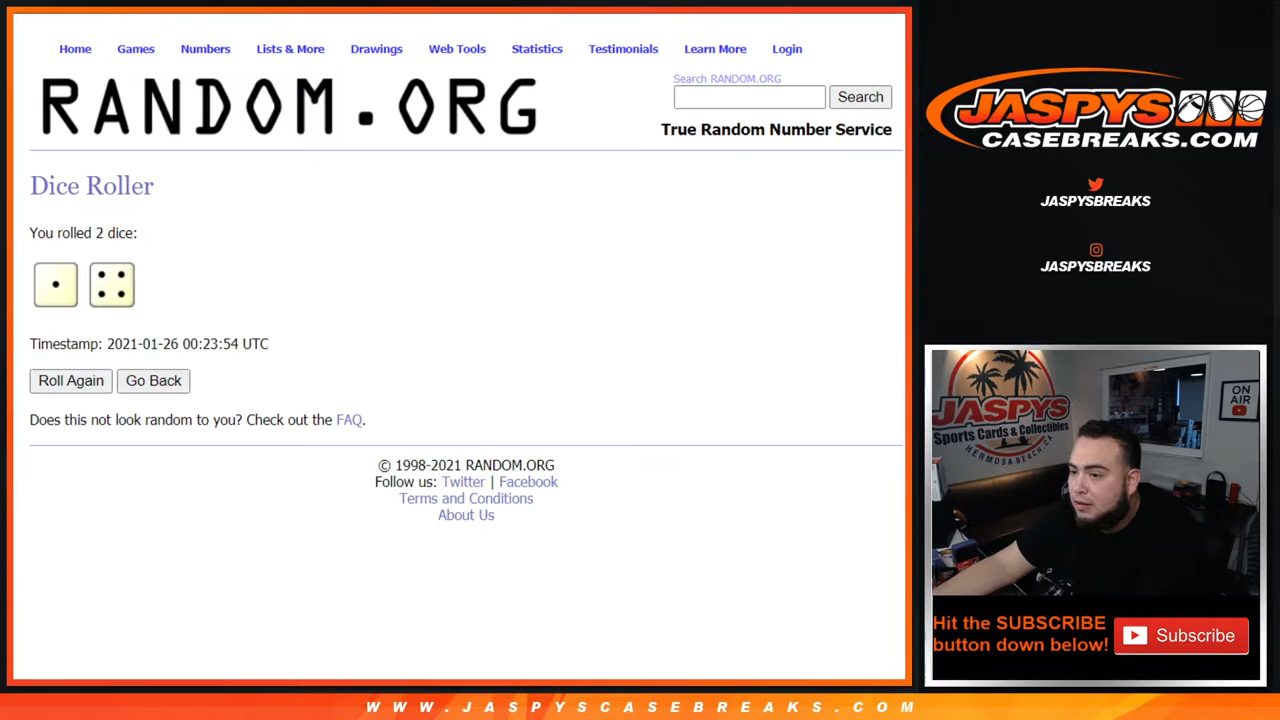 Home Games Numbers Lists & More Drawings Web Tools Statistics Testimonials Learn More Login
RANDOM.ORG
Search RANDOM.ORG
Search
True Random Number Service
Dice Roller
You rolled 2 dice:
Timestamp: 2021-01-26 00:23:54 UTC
Roll Again Go Back
Does this not look random to you? Check out the FAQ.
© 1998-2021 RANDOM.ORG
Follow us: Twitter | Facebook
Terms and Conditions
About Us
JASPYS
CASEBREAKS.COM
JASPYSBREAKS
JASPYSBREAKS
JASPYS
Sports Cards & Collectibles
HERMOSA BEACH, CA
ON
AIR
Hit the SUBSCRIBE
button down below!
Subscribe
WWW.JASPYSCASEBREAKS.COM